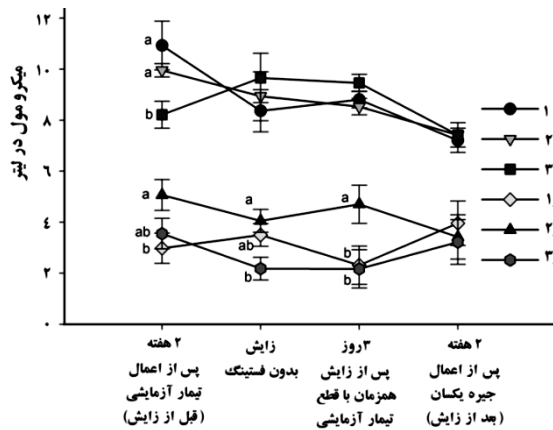 میکرو مول در لیتر
۱۲
۱۰
۸
۶
۴
۲
۰
a
a
b
a
ab
b
a
ab
b
a
b
b
۱
۲
۳
۱
۲
۳
۲ هفته
پس از اعمال
تیمار آزمایشی
(قبل از زایش)
زایش
بدون فستینگ
۳روز
پس از زایش
همزمان با قطع
تیمار آزمایشی
۲ هفته
پس از اعمال
جیره یکسان
(بعد از زایش)